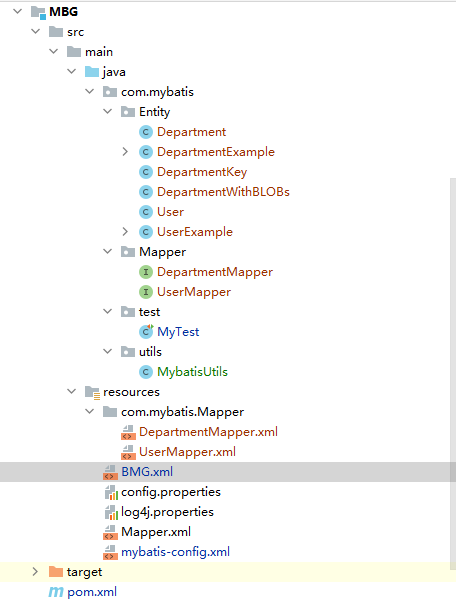 MBG
src
main
java
com.mybatis
Entity
Department
DepartmentExample
DepartmentKey
DepartmentWithBLOBs
User
UserExample
Mapper
DepartmentMapper
UserMapper
test
MyTest
utils
MybatisUtils
resources
com.mybatis.Mapper
DepartmentMapper.xml
UserMapper.xml
BMG.xml
config.properties
log4j.properties
Mapper.xml
mybatis-config.xml
target
pom.xml